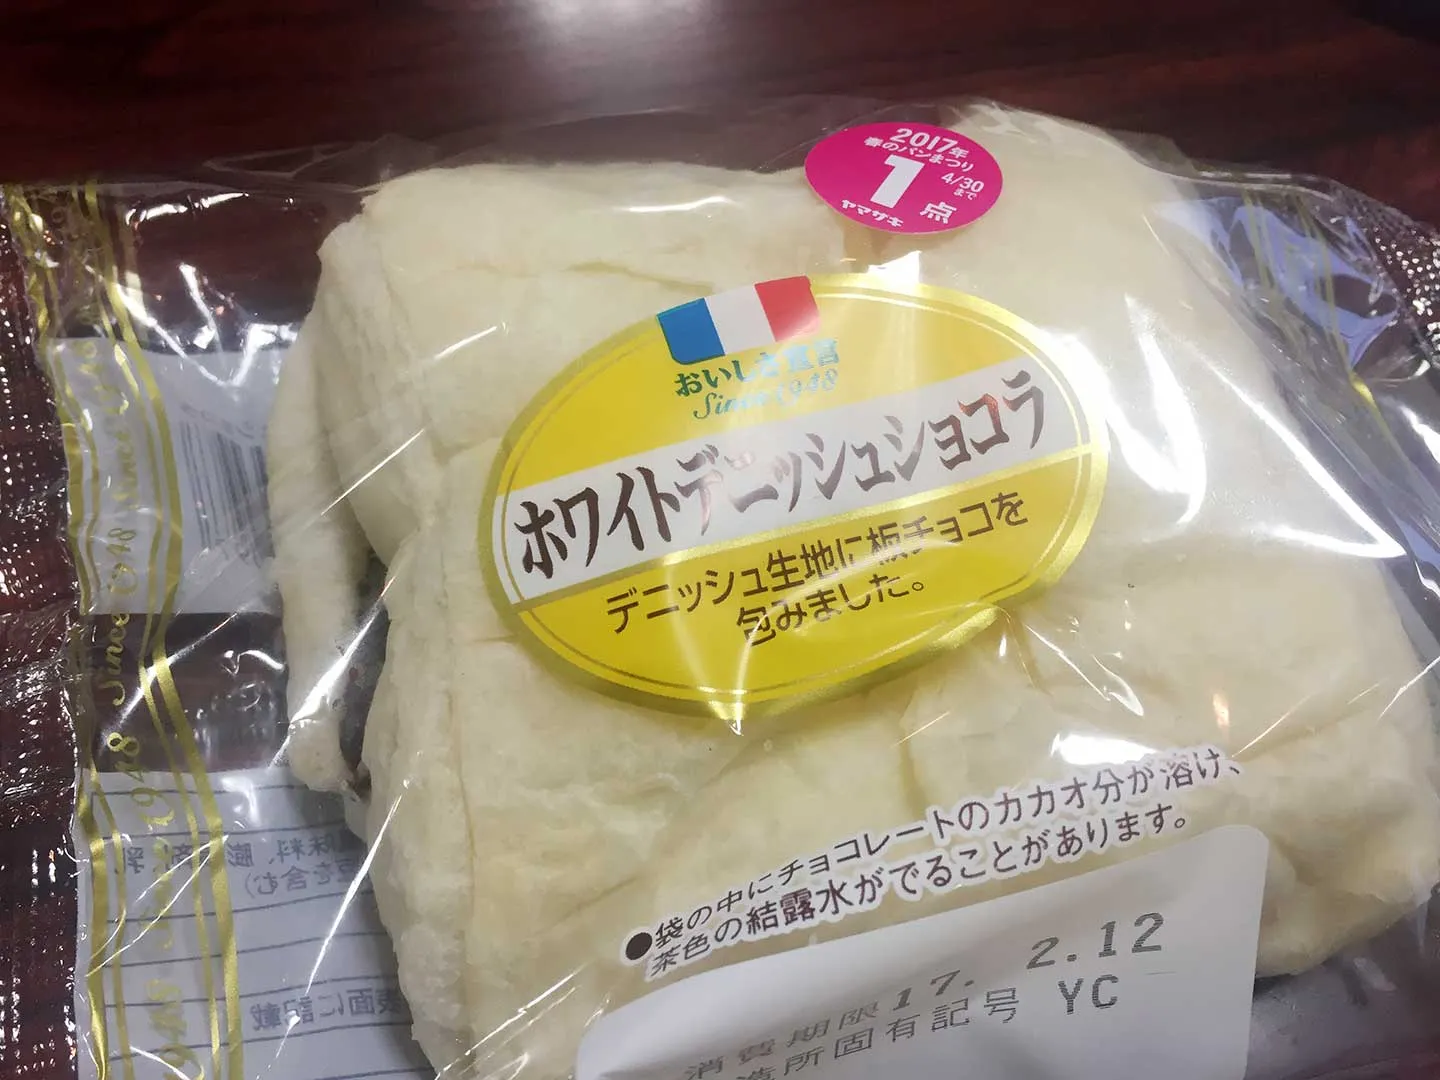 2017年
春のパンまつり
1点
4/30
まで
ヤマザキ
おいしさ宣言
Since 1948
ホワイトデニッシュショコラ
デニッシュ生地に板チョコを
包みました。
●袋の中にチョコレートのカカオ分が溶け、
茶色の結露水がでることがあります。
消費期限17. 2.12
造所固有記号 YC
Since 1948